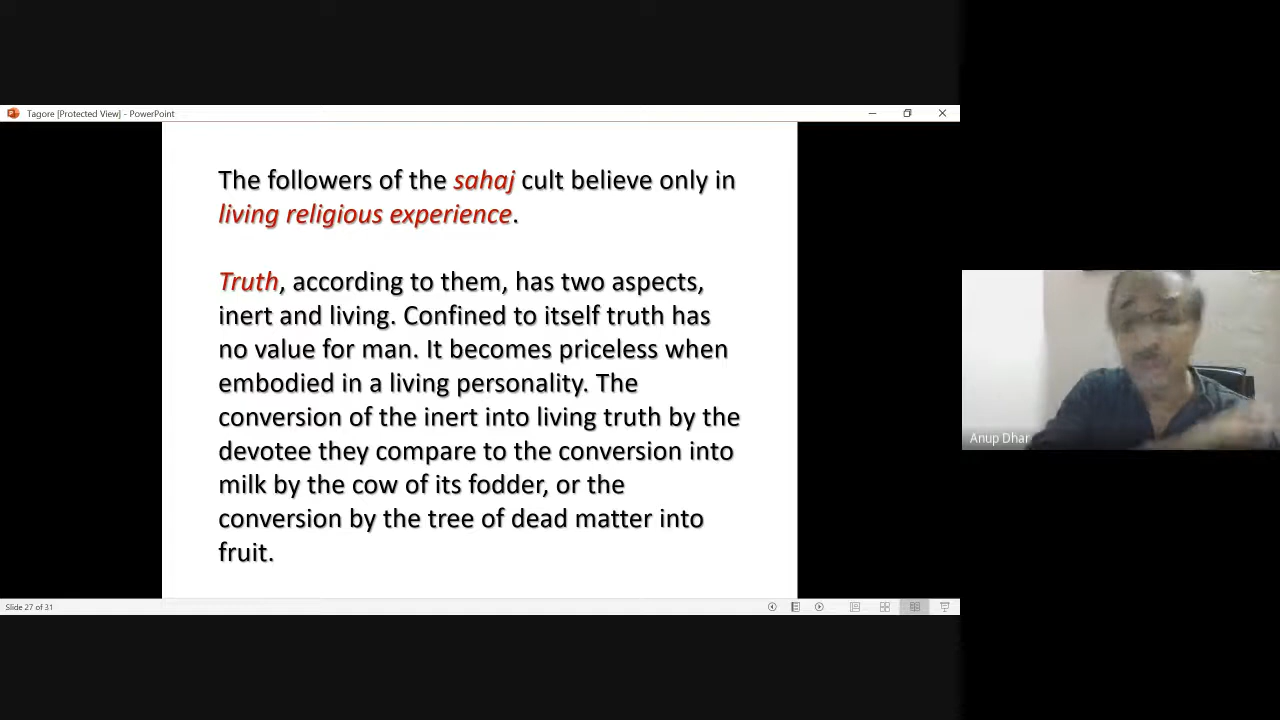 Tagore [Protected View] - PowerPoint
The followers of the sahaj cult believe only in
living religious experience.
Truth, according to them, has two aspects,
inert and living. Confined to itself truth has
no value for man. It becomes priceless when
embodied in a living personality. The
conversion of the inert into living truth by the
devotee they compare to the conversion into
milk by the cow of its fodder, or the
conversion by the tree of dead matter into
fruit.
Anup Dhar
Slide 27 of 31